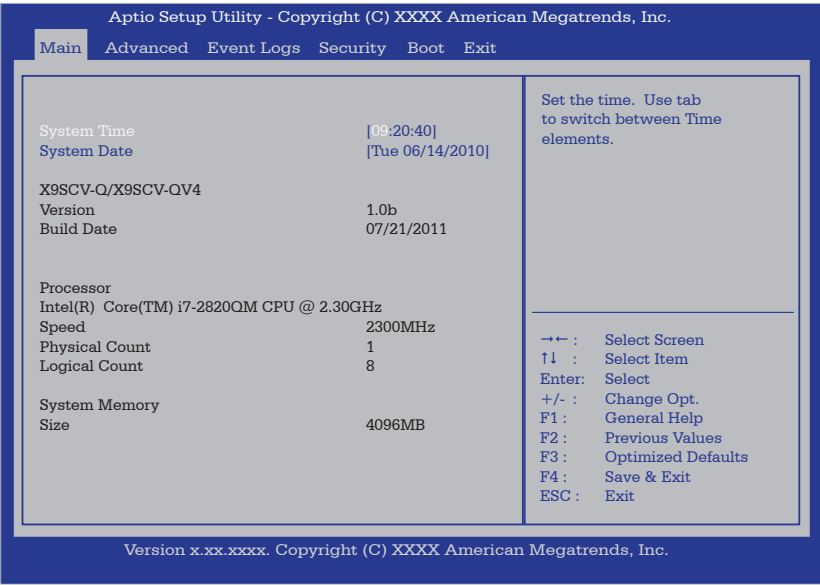 Aptio Setup Utility - Copyright (C) XXXX American Megatrends, Inc.
Main Advanced Event Logs Security Boot Exit
System Time [09:20:40]
System Date [Tue 06/14/2010]
X9SCV-Q/X9SCV-QV4
Version 1.0b
Build Date 07/21/2011
Processor
Intel(R) Core(TM) i7-2820QM CPU @ 2.30GHz
Speed 2300MHz
Physical Count 1
Logical Count 8
System Memory
Size 4096MB
Set the time. Use tab
to switch between Time
elements.
→← : Select Screen
↑↓ : Select Item
Enter: Select
+/- : Change Opt.
F1 : General Help
F2 : Previous Values
F3 : Optimized Defaults
F4 : Save & Exit
ESC : Exit
Version x.xx.xxxx. Copyright (C) XXXX American Megatrends, Inc.